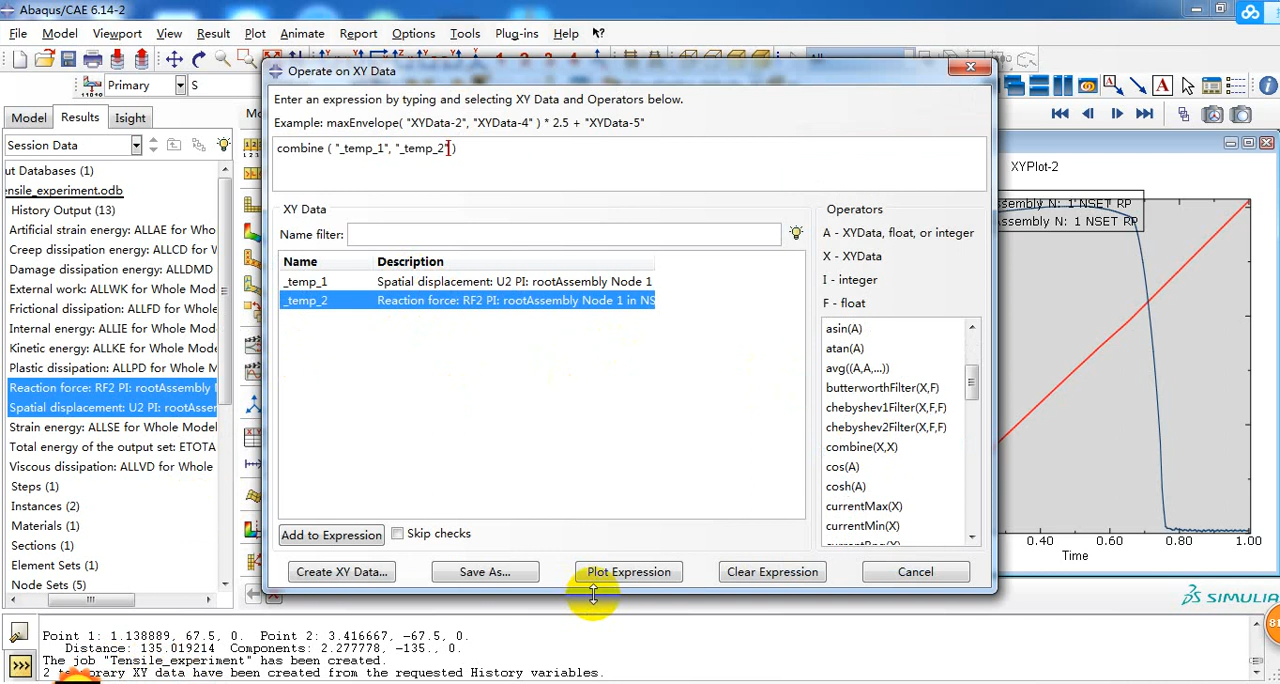 Abaqus/CAE 6.14-2
File Model Viewport View Result Plot Animate Report Options Tools Plug-ins Help
Primary S
Model Results Isight
Session Data
ut Databases (1)
ensile_experiment.odb
History Output (13)
Artificial strain energy: ALLAE for W
Creep dissipation energy: ALLCD for
Damage dissipation energy: ALLDMD
External work: ALLWK for Whole Mod
Frictional dissipation: ALLFD for Who
Internal energy: ALLIE for Whole Mod
Kinetic energy: ALLKE for Whole Mode
Plastic dissipation: ALLPD for Whole
Reaction force: RF2 PI: rootAssembly
Spatial displacement: U2 PI: rootAsser
Strain energy: ALLSE for Whole Model
Total energy of the output set: ETOTA
Viscous dissipation: ALLVD for Whole
Steps (1)
Instances (2)
Materials (1)
Sections (1)
Element Sets (1)
Node Sets (5)
Operate on XY Data
Enter an expression by typing and selecting XY Data and Operators below.
Example: maxEnvelope( "XYData-2", "XYData-4" ) * 2.5 + "XYData-5"
combine ( "_temp_1", "_temp_2" )
XY Data
Name filter:
Name Description
_temp_1 Spatial displacement: U2 PI: rootAssembly Node 1
_temp_2 Reaction force: RF2 PI: rootAssembly Node 1 in NS
Add to Expression Skip checks
Operators
A - XYData, float, or integer
X - XYData
I - integer
F - float
asin(A)
atan(A)
avg((A,A,...))
butterworthFilter(X,F)
chebyshev1Filter(X,F,F)
chebyshev2Filter(X,F,F)
combine(X,X)
cos(A)
cosh(A)
currentMax(X)
currentMin(X)
Create XY Data... Save As... Plot Expression Clear Expression Cancel
XYPlot-2
ssembly N: 1 NSET RP
Assembly N: 1 NSET RP
0.40 0.60 0.80 1.00
Time
SIMULIA
Point 1: 1.138889, 67.5, 0. Point 2: 3.416667, -67.5, 0.
Distance: 135.019214 Components: 2.277778, -135., 0.
The job "Tensile_experiment" has been created.
2 temporary XY data have been created from the requested History variables.